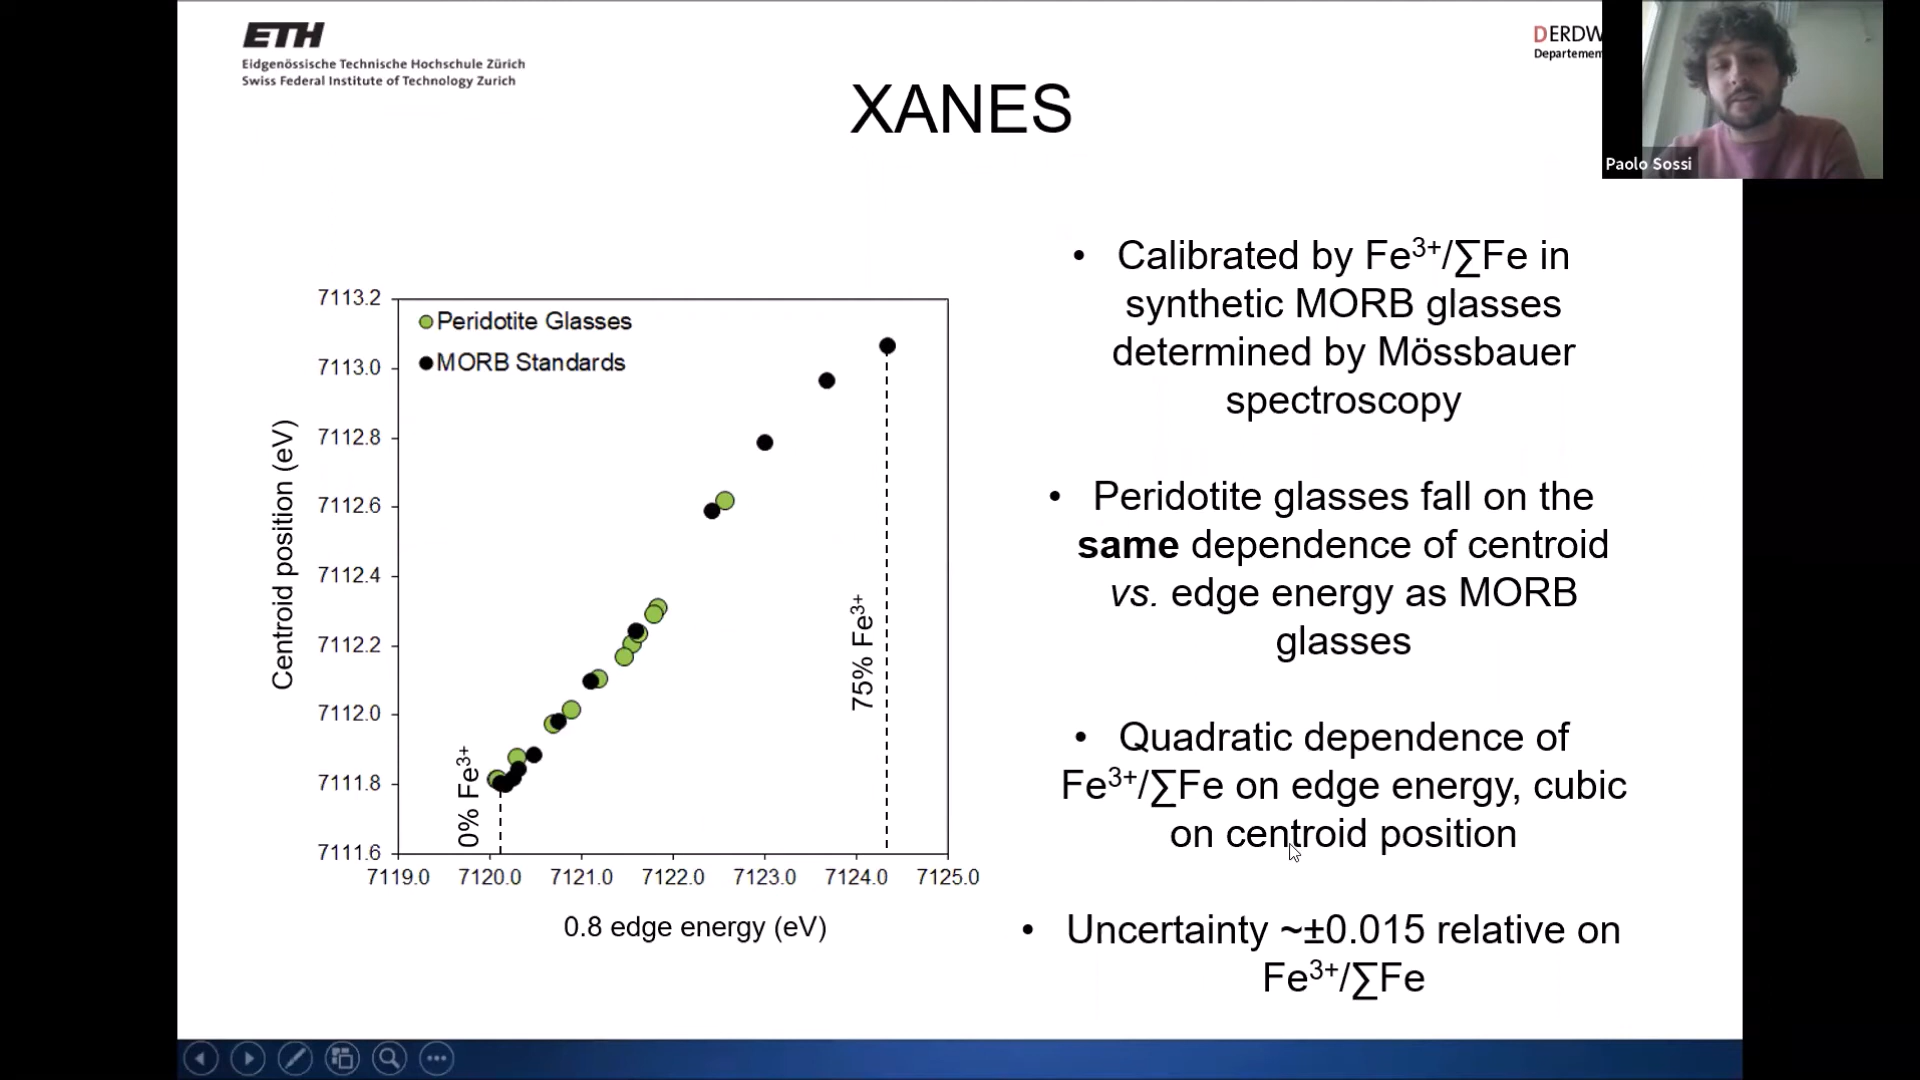 ETH
Eidgenössische Technische Hochschule Zürich
Swiss Federal Institute of Technology Zurich
DERDW
Departemen
Paolo Sossi
XANES
7113.2
7113.0
7112.8
7112.6
7112.4
7112.2
7112.0
7111.8
7111.6
Centroid position (eV)
Peridotite Glasses
MORB Standards
0% Fe³⁺
75% Fe³⁺
7119.0 7120.0 7121.0 7122.0 7123.0 7124.0 7125.0
0.8 edge energy (eV)
• Calibrated by Fe³⁺/∑Fe in
synthetic MORB glasses
determined by Mössbauer
spectroscopy
• Peridotite glasses fall on the
same dependence of centroid
vs. edge energy as MORB
glasses
• Quadratic dependence of
Fe³⁺/∑Fe on edge energy, cubic
on centroid position
• Uncertainty ~±0.015 relative on
Fe³⁺/∑Fe